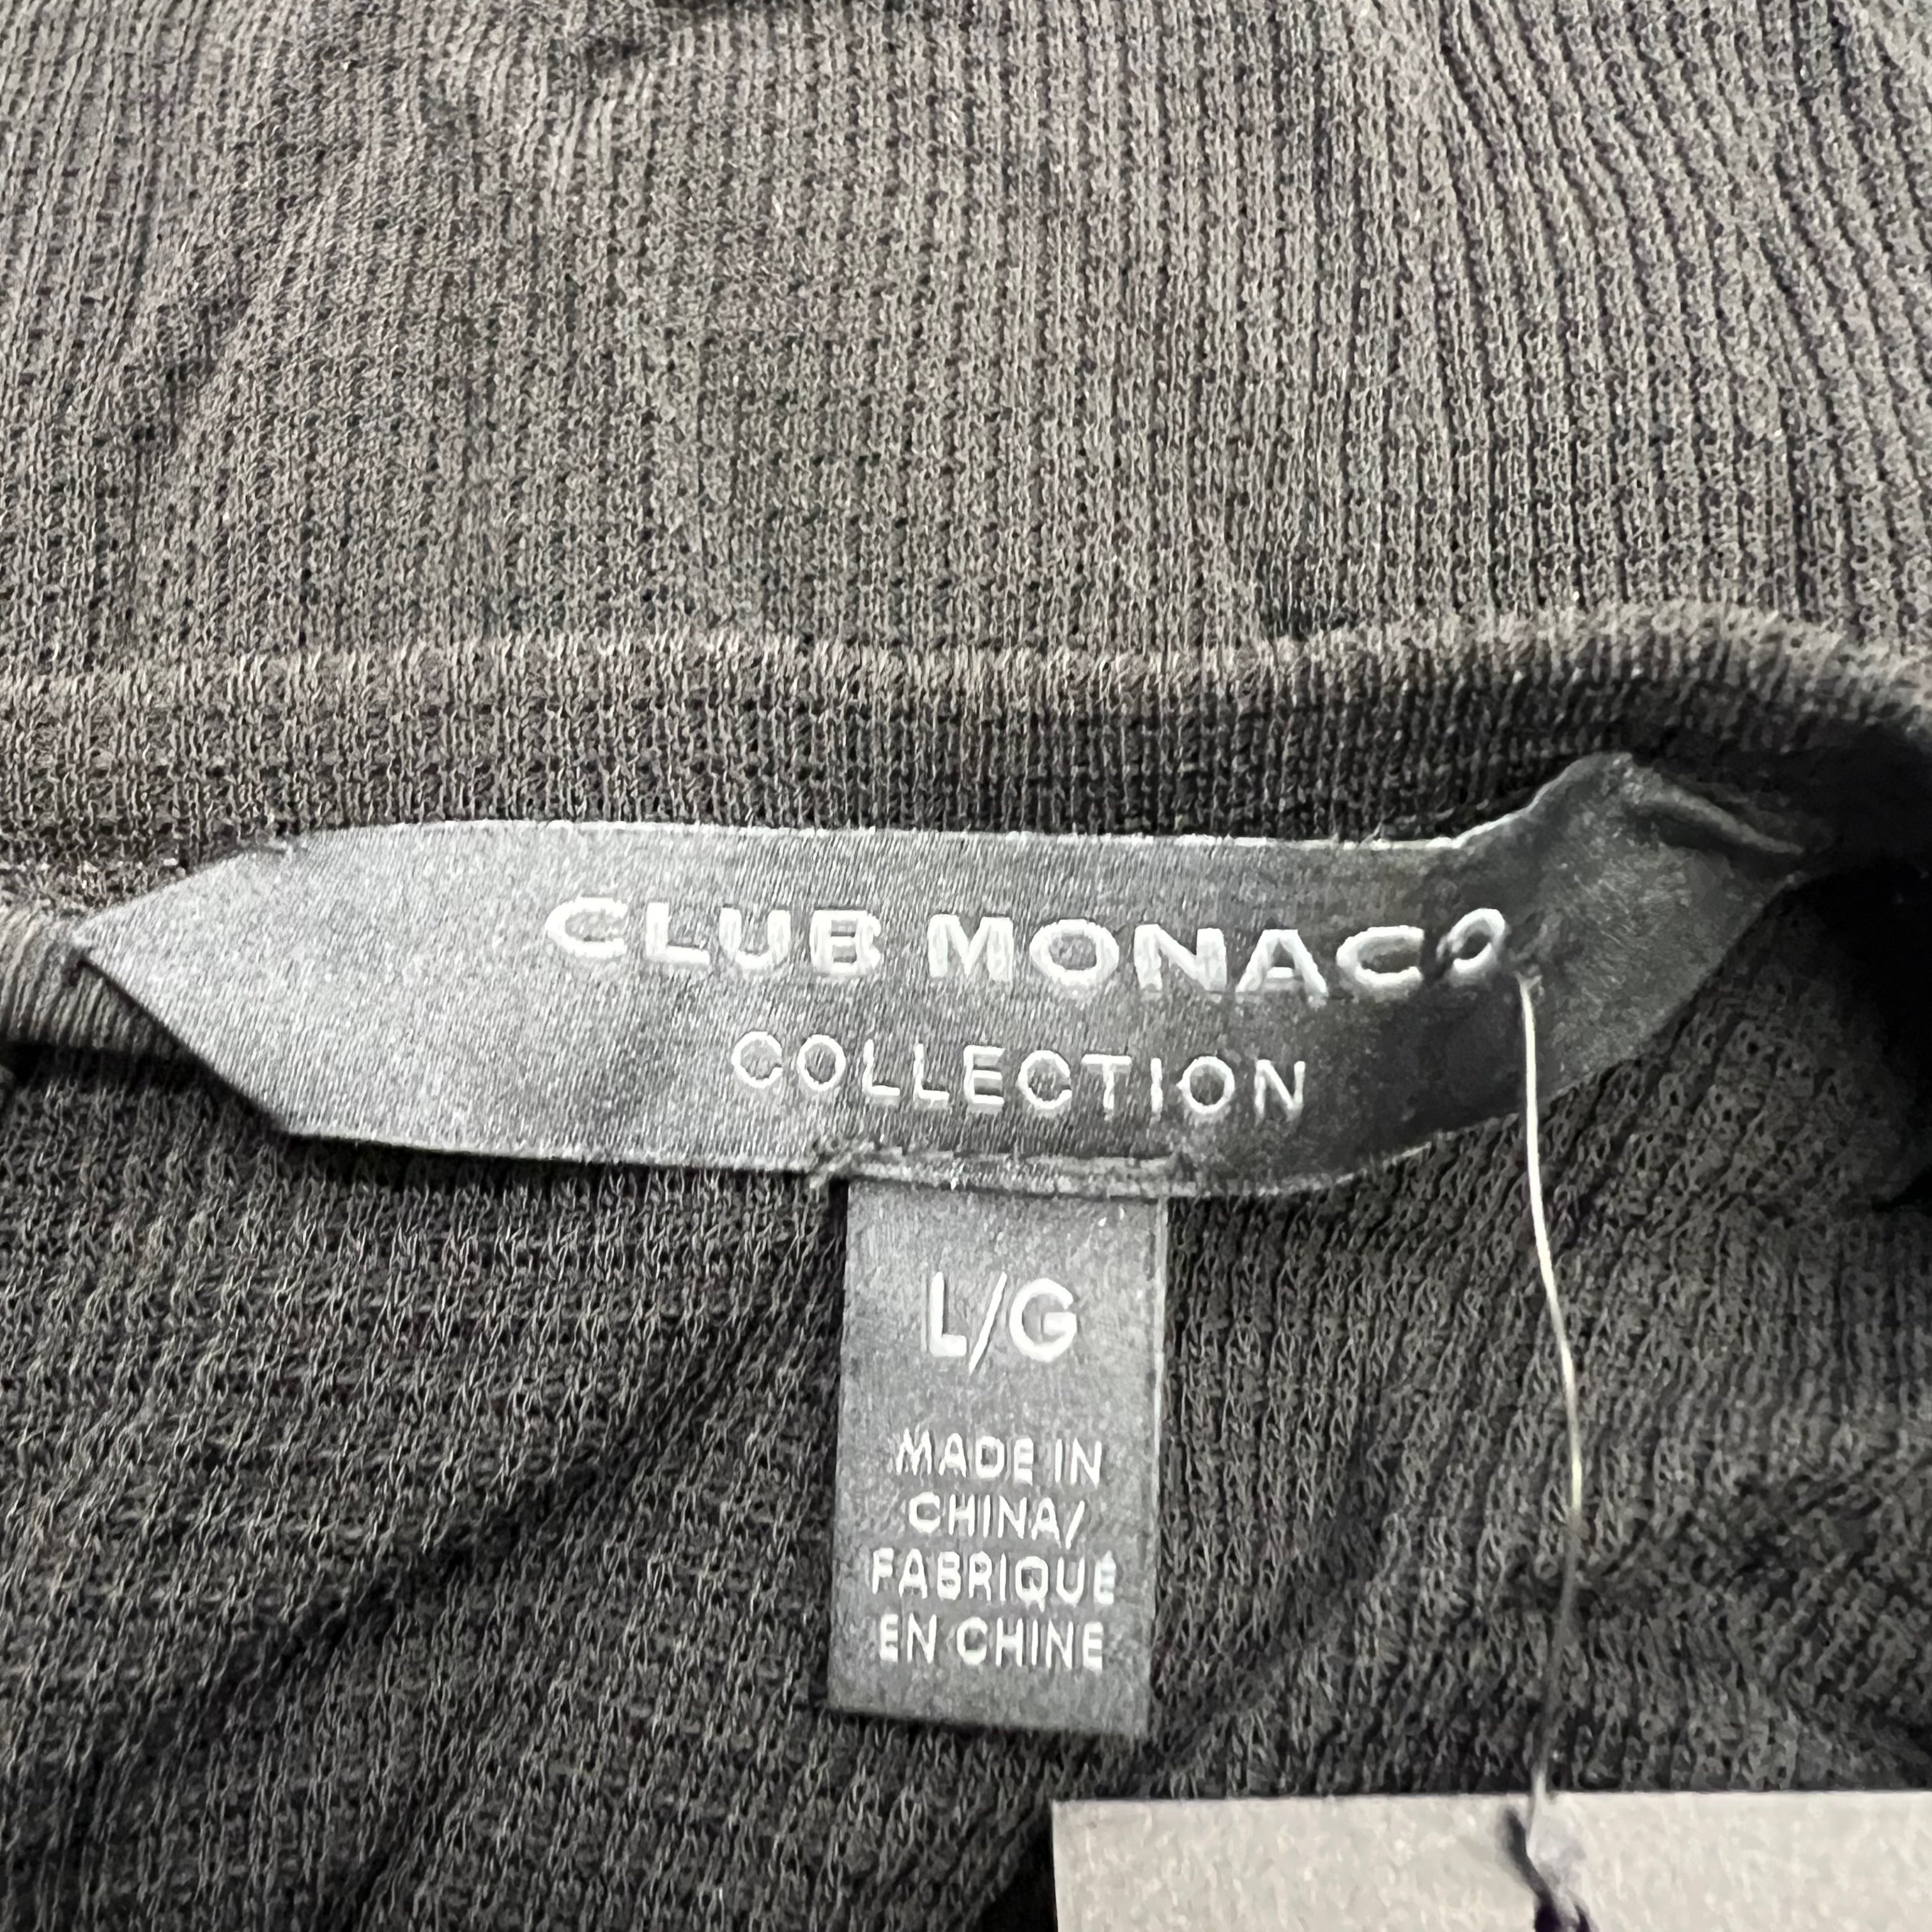 CLUB MONACO
COLLECTION
L/G
MADE IN
CHINA/
FABRIQUÉ
EN CHINE